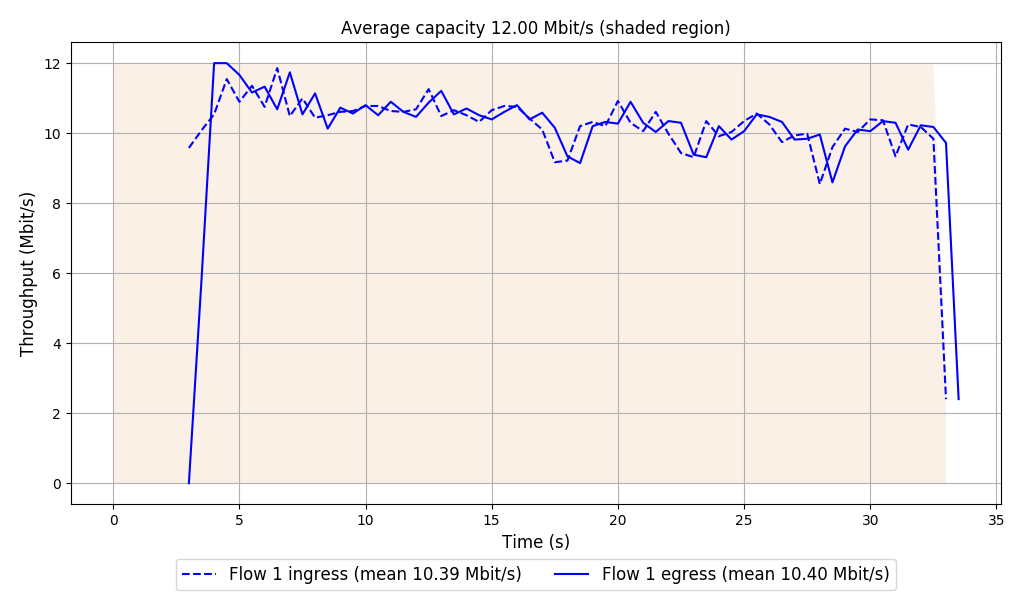 Average capacity 12.00 Mbit/s (shaded region)
Throughput (Mbit/s)
12
10
8
6
4
2
0
0 5 10 15 20 25 30 35
Time (s)
Flow 1 ingress (mean 10.39 Mbit/s) Flow 1 egress (mean 10.40 Mbit/s)